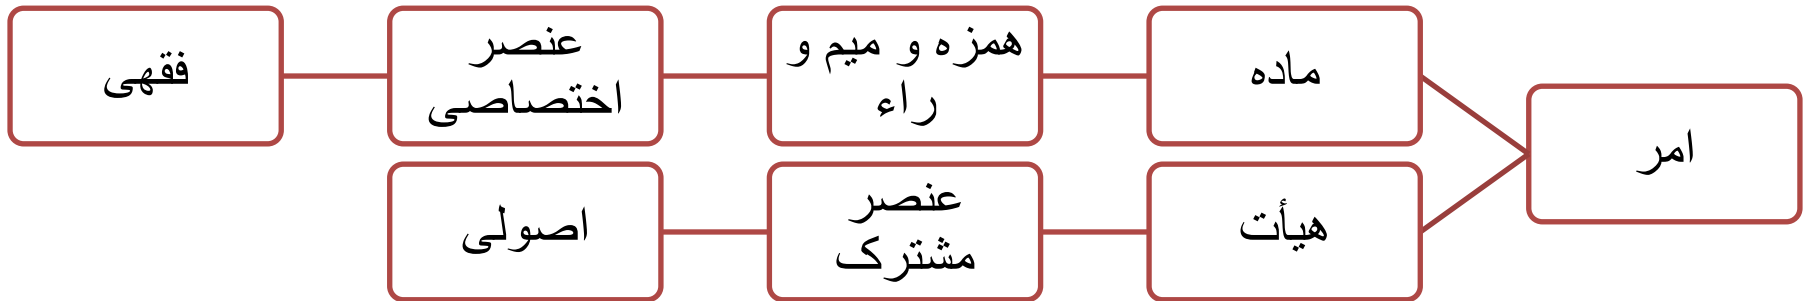 امر
ماده
همزه و میم و
راء
عنصر
اختصاصی
فقهی
هیأت
عنصر
مشترک
اصولی